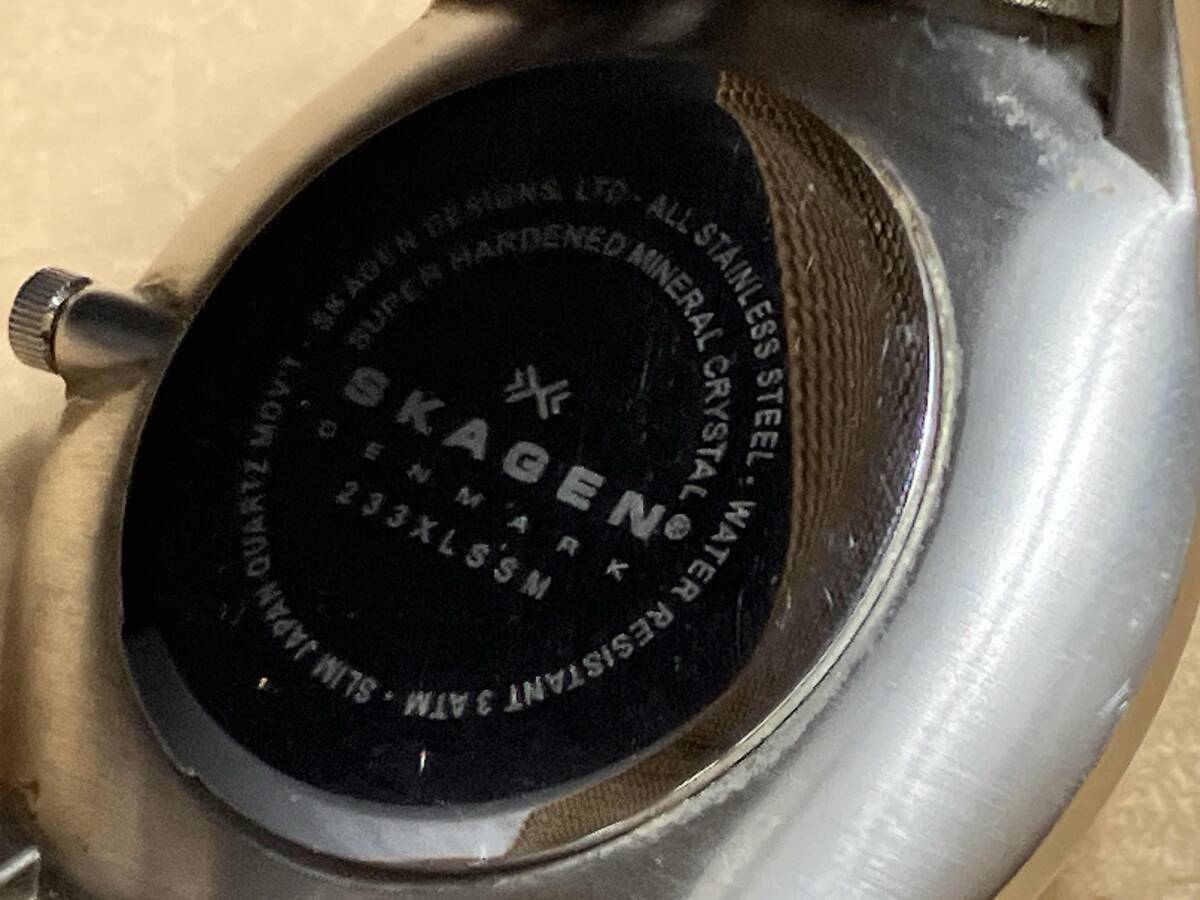 SKAGEN DESIGNS, LTD · ALL STAINLESS STEEL · WATER RESISTANT 3 ATM · SLIM JAPAN QUARTZ MOV'T ·
SUPER HARDENED MINERAL CRYSTAL
SKAGEN®
DENMARK
233XLSSM